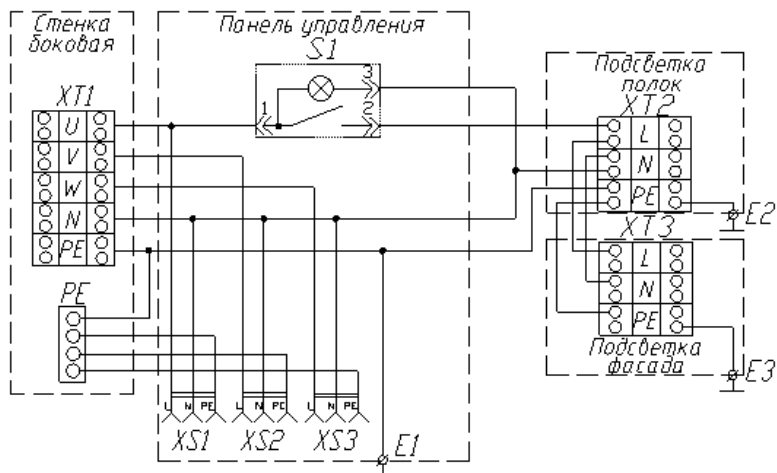 Стенка
боковая
Панель управления
S1
Подсветка
полок
XT1
XT2
U
V
W
N
PE
1
3
2
L
N
PE
E2
XT3
L
N
PE
Подсветка
фасада
E3
PE
L N PE
L N PE
L N PE
XS1
XS2
XS3
E1